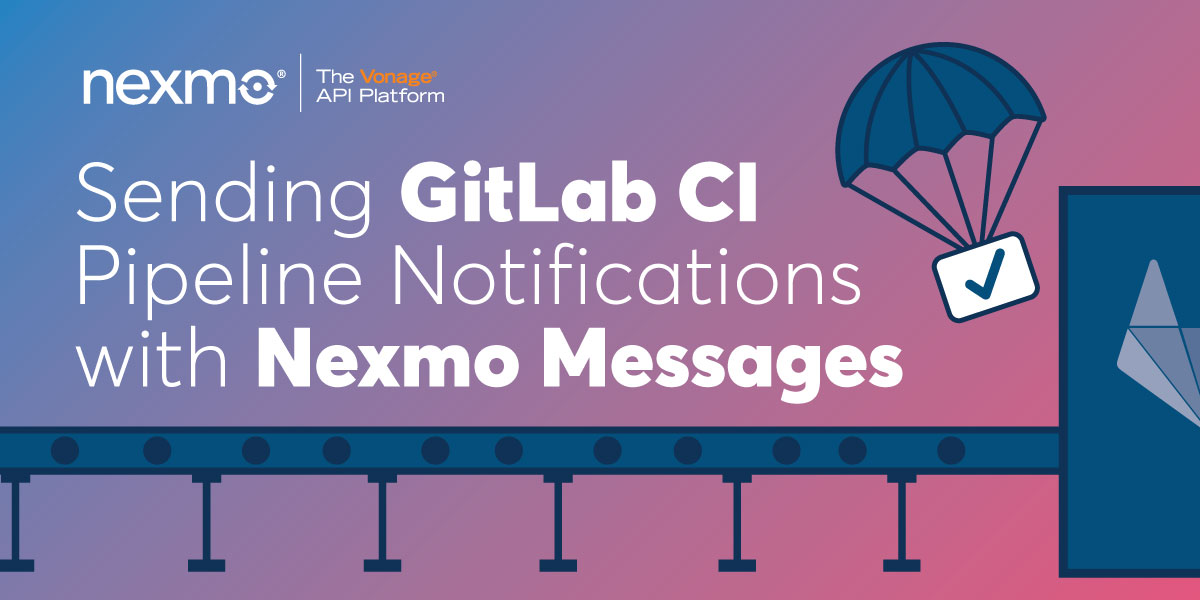 nexmo®
The Vonage®
API Platform
Sending GitLab CI
Pipeline Notifications
with Nexmo Messages